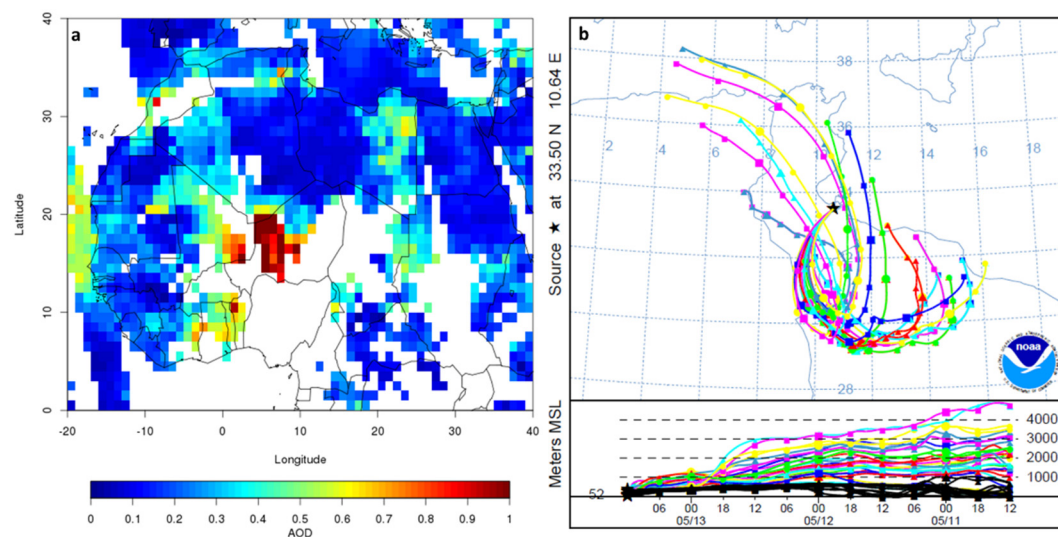 a
40
30
20
10
0
Latitude
-20 -10 0 10 20 30 40
Longitude
0 0.1 0.2 0.3 0.4 0.5 0.6 0.7 0.8 0.9 1
AOD
b
Source ★ at 33.50 N 10.64 E
38
36
4 6 8 12 14 16 18
28
noaa
Meters MSL
4000
3000
2000
1000
52
06 00 18 12 06 00 18 12 06 00 18 12
05/13 05/12 05/11